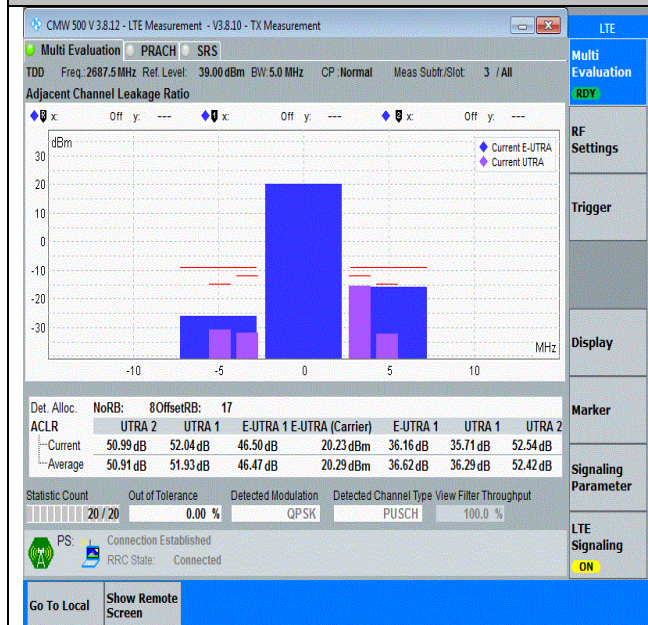 CMW 500 V 3.8.12 - LTE Measurement - V3.8.10 - TX Measurement
LTE
Multi Evaluation PRACH SRS
TDD Freq.:2687.5 MHz Ref. Level: 39.00 dBm BW:5.0 MHz CP :Normal Meas Subfr./Slot: 3 / All
Adjacent Channel Leakage Ratio
0 x: Off y: --- 1 x: Off y: --- 2 x: Off y: ---
dBm
Current E-UTRA
Current UTRA
30
20
10
0
-10
-20
-30
MHz
-10 -5 0 5 10
Det. Alloc. NoRB: 8 OffsetRB: 17
ACLR UTRA 2 UTRA 1 E-UTRA 1 E-UTRA (Carrier) E-UTRA 1 UTRA 1 UTRA 2
Current 50.99 dB 52.04 dB 46.50 dB 20.23 dBm 36.16 dB 35.71 dB 52.54 dB
Average 50.91 dB 51.93 dB 46.47 dB 20.29 dBm 36.62 dB 36.29 dB 52.42 dB
Statistic Count Out of Tolerance Detected Modulation Detected Channel Type View Filter Throughput
20 / 20 0.00 % QPSK PUSCH 100.0 %
PS: Connection Established
RRC State: Connected
Multi
Evaluation
RDY
RF
Settings
Trigger
Display
Marker
Signaling
Parameter
LTE
Signaling
ON
Go To Local
Show Remote
Screen